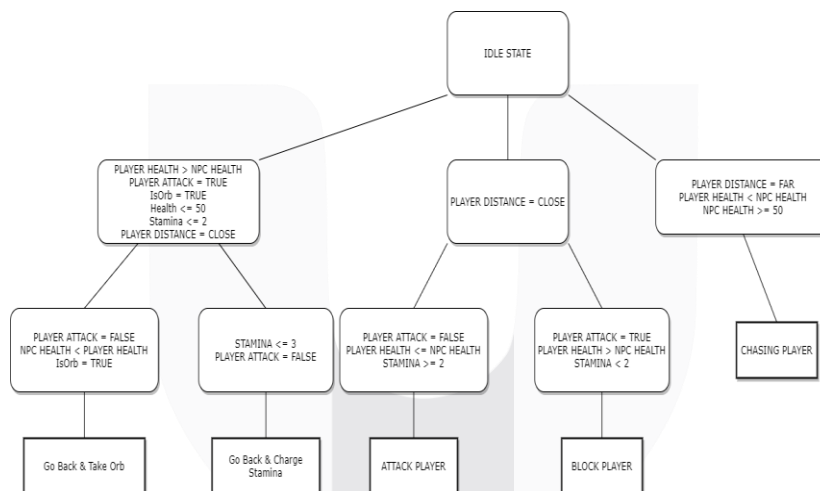 IDLE STATE
PLAYER HEALTH > NPC HEALTH
PLAYER ATTACK = TRUE
IsOrb = TRUE
Health <= 50
Stamina <= 2
PLAYER DISTANCE = CLOSE
PLAYER DISTANCE = CLOSE
PLAYER DISTANCE = FAR
PLAYER HEALTH < NPC HEALTH
NPC HEALTH >= 50
PLAYER ATTACK = FALSE
NPC HEALTH < PLAYER HEALTH
IsOrb = TRUE
STAMINA <= 3
PLAYER ATTACK = FALSE
PLAYER ATTACK = FALSE
PLAYER HEALTH <= NPC HEALTH
STAMINA >= 2
PLAYER ATTACK = TRUE
PLAYER HEALTH > NPC HEALTH
STAMINA < 2
CHASING PLAYER
Go Back & Take Orb
Go Back & Charge
Stamina
ATTACK PLAYER
BLOCK PLAYER